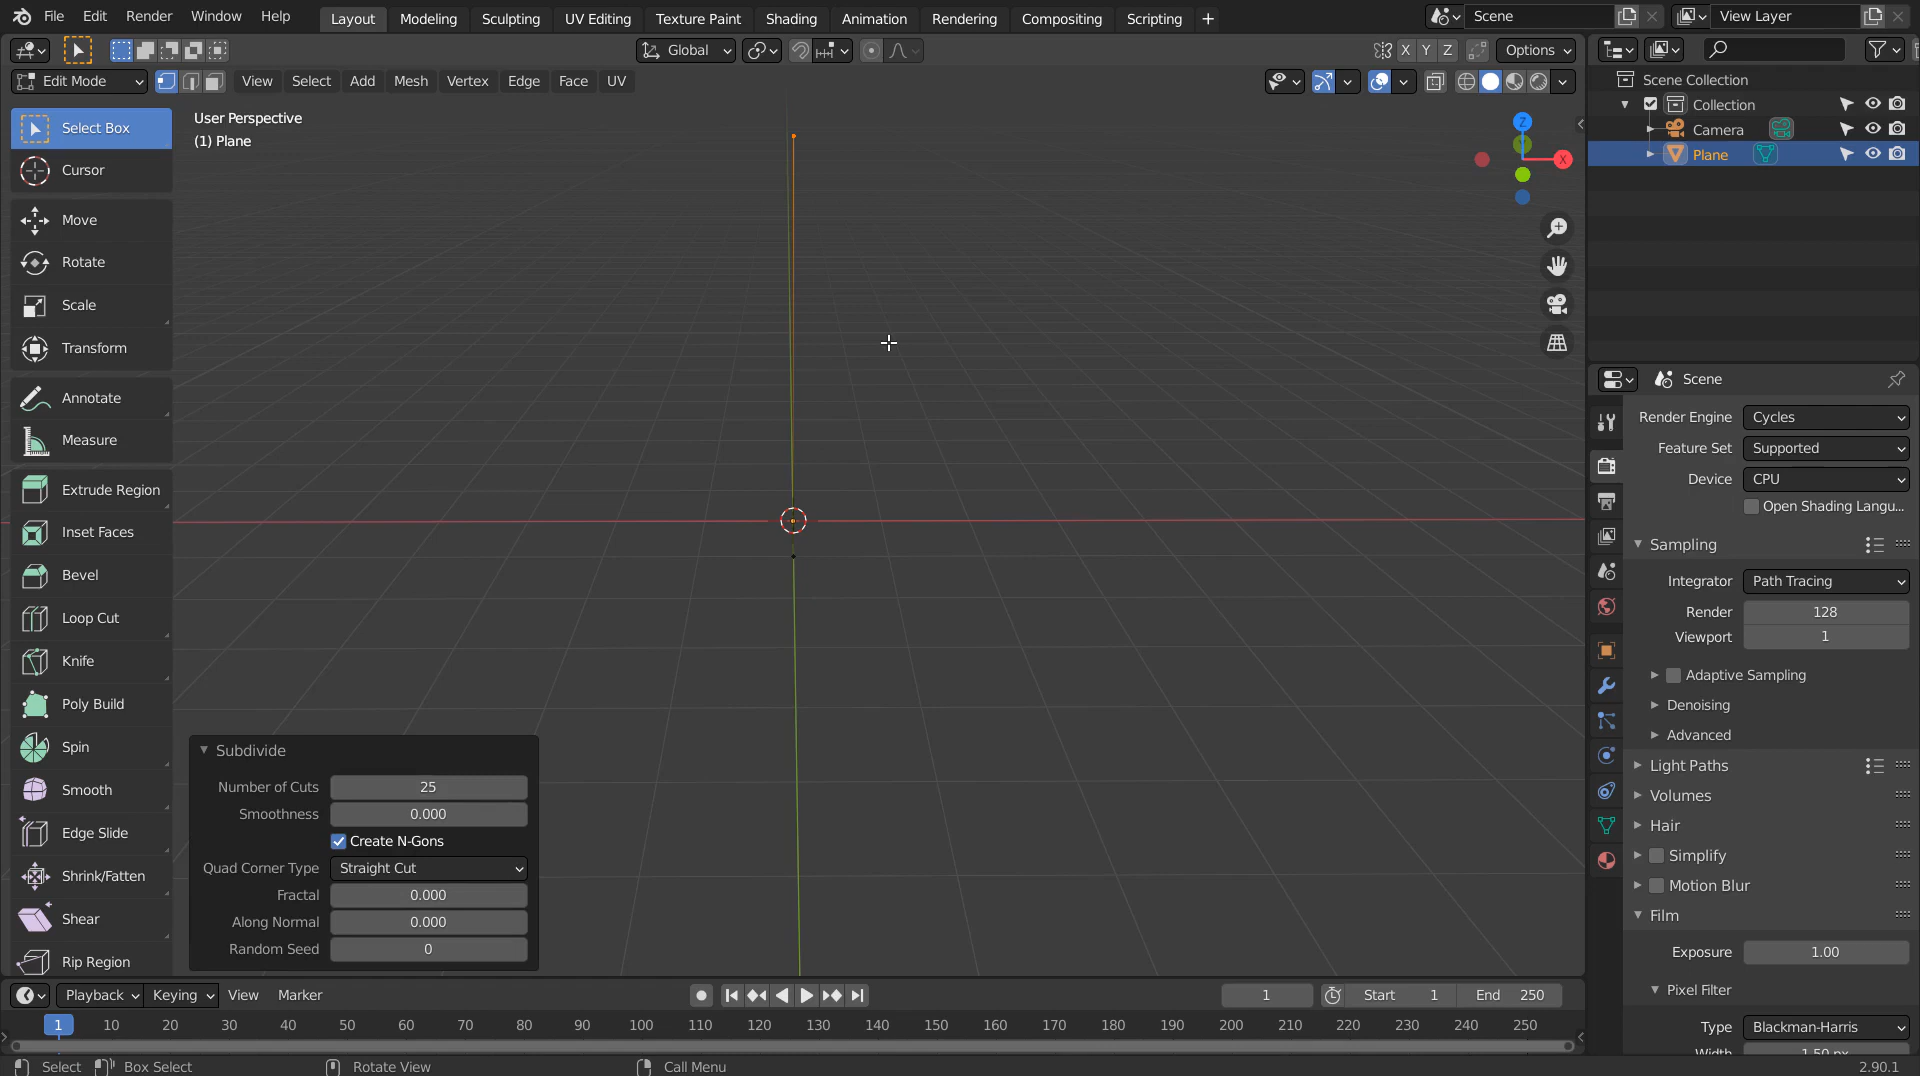 File Edit Render Window Help Layout Modeling Sculpting UV Editing Texture Paint Shading Animation Rendering Compositing Scripting + Scene View Layer
Global X Y Z Options
Edit Mode View Select Add Mesh Vertex Edge Face UV
Scene Collection
Collection
Camera
Plane
User Perspective
(1) Plane
Z
X
Select Box
Cursor
Move
Rotate
Scale
Transform
Annotate
Measure
Extrude Region
Inset Faces
Bevel
Loop Cut
Knife
Poly Build
Spin
Smooth
Edge Slide
Shrink/Fatten
Shear
Rip Region
Subdivide
Number of Cuts 25
Smoothness 0.000
Create N-Gons
Quad Corner Type Straight Cut
Fractal 0.000
Along Normal 0.000
Random Seed 0
Scene
Render Engine Cycles
Feature Set Supported
Device CPU
Open Shading Langu...
Sampling
Integrator Path Tracing
Render 128
Viewport 1
Adaptive Sampling
Denoising
Advanced
Light Paths
Volumes
Hair
Simplify
Motion Blur
Film
Exposure 1.00
Pixel Filter
Type Blackman-Harris
Width 1.50 px
Playback Keying View Marker 1 Start 1 End 250
1 10 20 30 40 50 60 70 80 90 100 110 120 130 140 150 160 170 180 190 200 210 220 230 240 250
Select Box Select Rotate View Call Menu 2.90.1